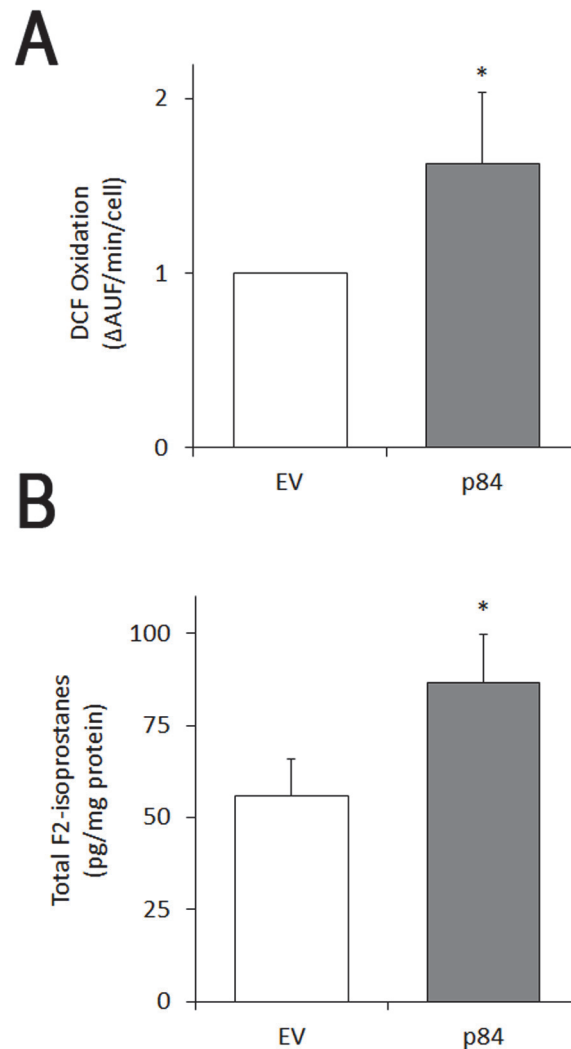 A
DCF Oxidation
(ΔAUF/min/cell)
2
1
0
*
EV
p84
B
Total F2-isoprostanes
(pg/mg protein)
100
75
50
25
0
*
EV
p84